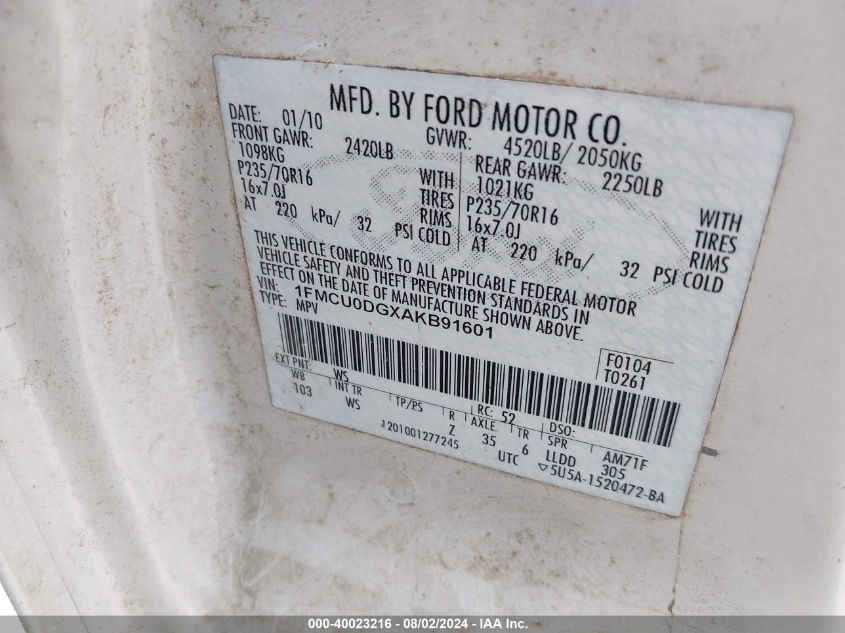 MFD. BY FORD MOTOR CO.
DATE: 01/10 GVWR: 4520LB/ 2050KG
FRONT GAWR: 2420LB REAR GAWR: 2250LB
1098KG WITH 1021KG WITH
P235/70R16 TIRES P235/70R16 TIRES
16x7.0J RIMS 16x7.0J RIMS
AT 220 kPa/ 32 PSI COLD AT 220 kPa/ 32 PSI COLD
THIS VEHICLE CONFORMS TO ALL APPLICABLE FEDERAL MOTOR
VEHICLE SAFETY AND THEFT PREVENTION STANDARDS IN
EFFECT ON THE DATE OF MANUFACTURE SHOWN ABOVE.
VIN: 1FMCU0DGXAKB91601
TYPE: MPV
F0104
T0261
EXT PNT: WS RC: 52 DSO:
WB INT TR TP/PS R AXLE TR SPR AM71F
103 WS Z 35 6 LLDD 305
1201001277245 UTC 5U5A-1520472-BA
000-40023216 - 08/02/2024 - IAA Inc.